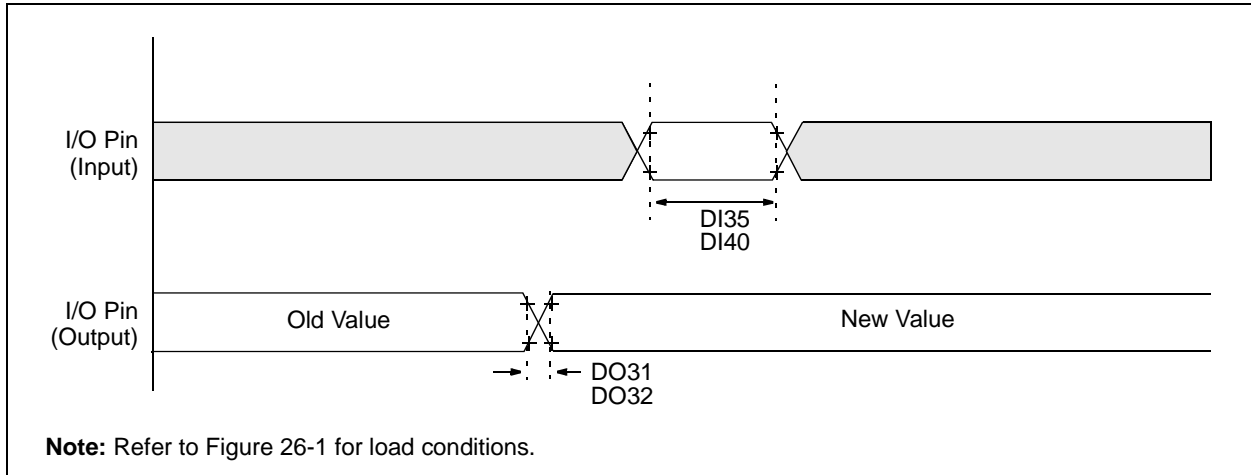 I/O Pin
(Input)
DI35
DI40
I/O Pin
(Output)
Old Value
New Value
DO31
DO32
Note: Refer to Figure 26-1 for load conditions.